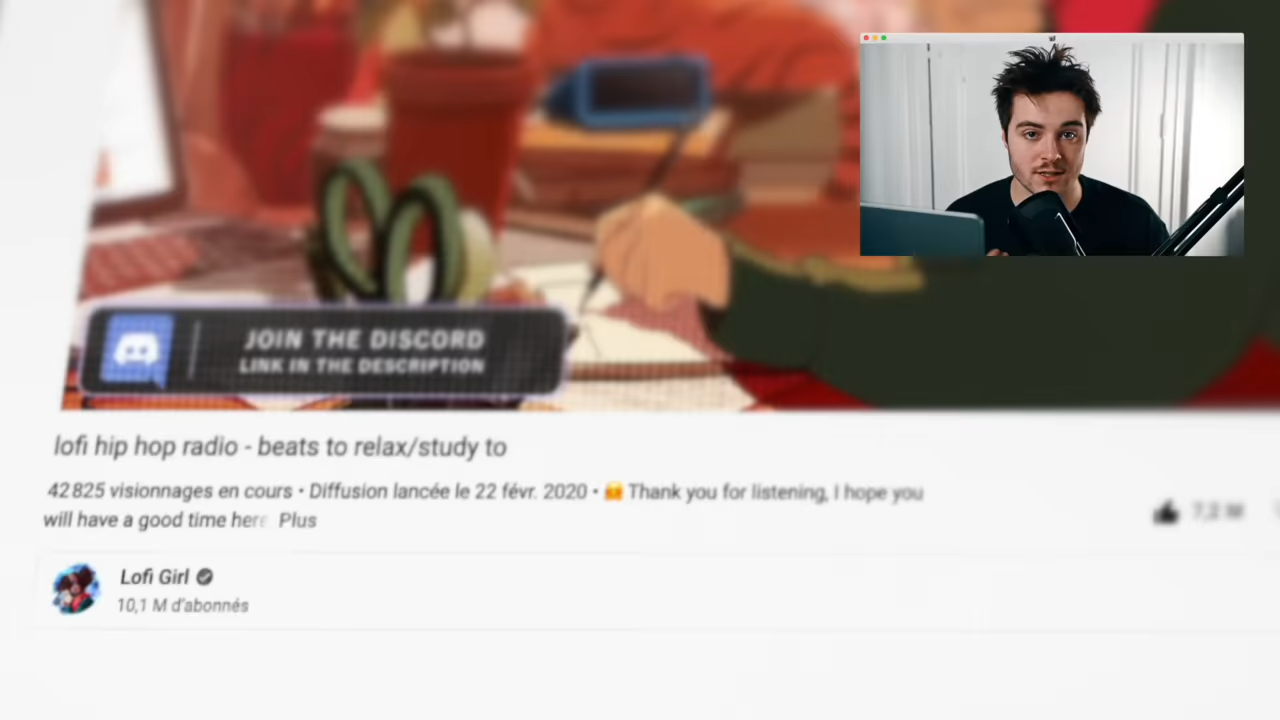 JOIN THE DISCORD
LINK IN THE DESCRIPTION
lofi hip hop radio - beats to relax/study to
42 825 visionnages en cours • Diffusion lancée le 22 févr. 2020 • Thank you for listening, I hope you
will have a good time here Plus
7,2 M
Lofi Girl
10,1 M d'abonnés